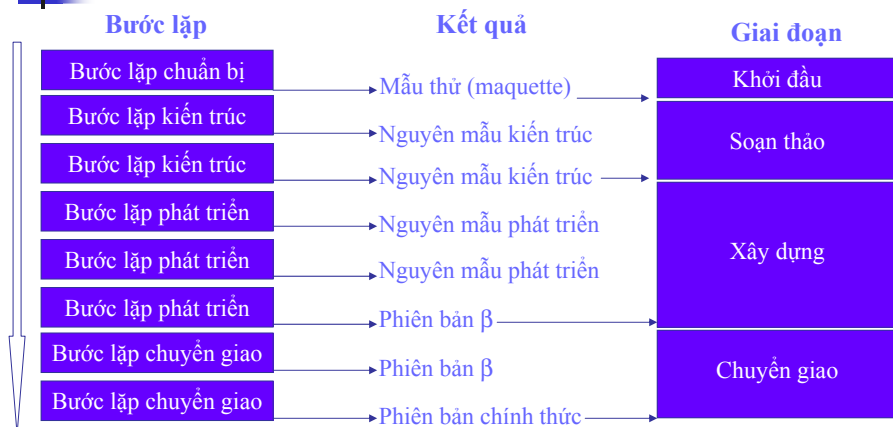 Bước lặp
Kết quả
Giai đoạn
Bước lặp chuẩn bị
Mẫu thử (maquette)
Khởi đầu
Bước lặp kiến trúc
Nguyên mẫu kiến trúc
Soạn thảo
Bước lặp kiến trúc
Nguyên mẫu kiến trúc
Bước lặp phát triển
Nguyên mẫu phát triển
Xây dựng
Bước lặp phát triển
Nguyên mẫu phát triển
Bước lặp phát triển
Phiên bản β
Bước lặp chuyển giao
Phiên bản β
Chuyển giao
Bước lặp chuyển giao
Phiên bản chính thức